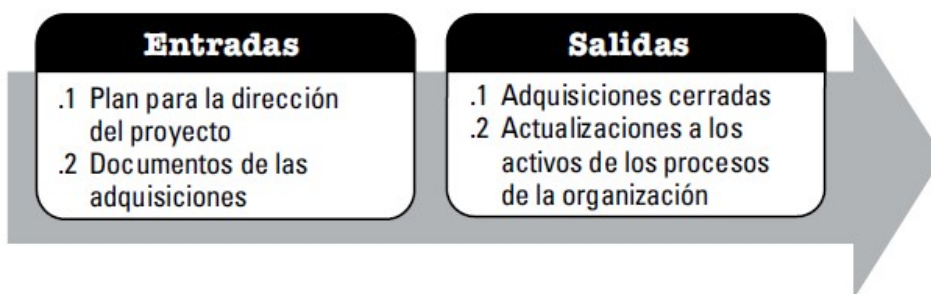 Entradas
.1 Plan para la dirección
del proyecto
.2 Documentos de las
adquisiciones
Salidas
.1 Adquisiciones cerradas
.2 Actualizaciones a los
activos de los procesos
de la organización